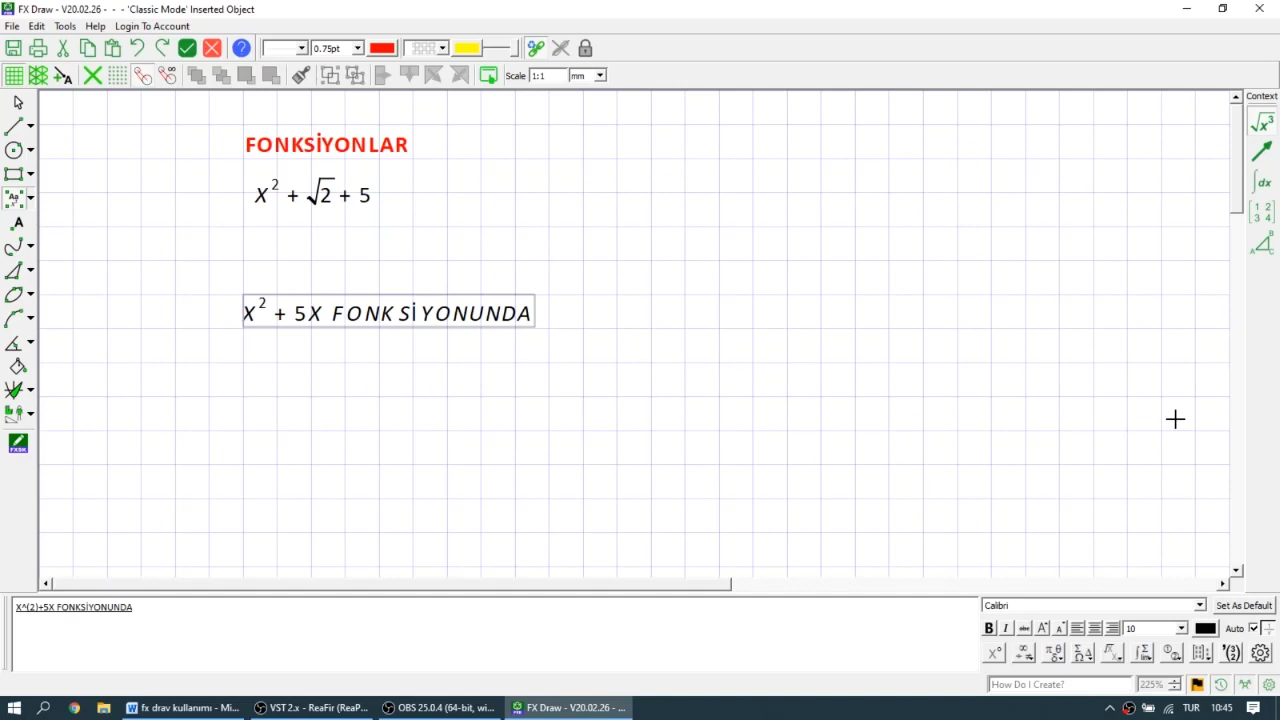 FX Draw - V20.02.26 - - - 'Classic Mode' Inserted Object
File Edit Tools Help Login To Account
0.75pt
Scale 1:1 mm
Context
FONKSİYONLAR
X² + √2 + 5
X² + 5X FONKSİYONUNDA
X^(2)+5X FONKSİYONUNDA
Calibri Set As Default
10 Auto
How Do I Create? 225%
fx drav kullanımı - Mi... VST 2.x - ReaFir (ReaP... OBS 25.0.4 (64-bit, wi... FX Draw - V20.02.26 - ... TUR 10:45